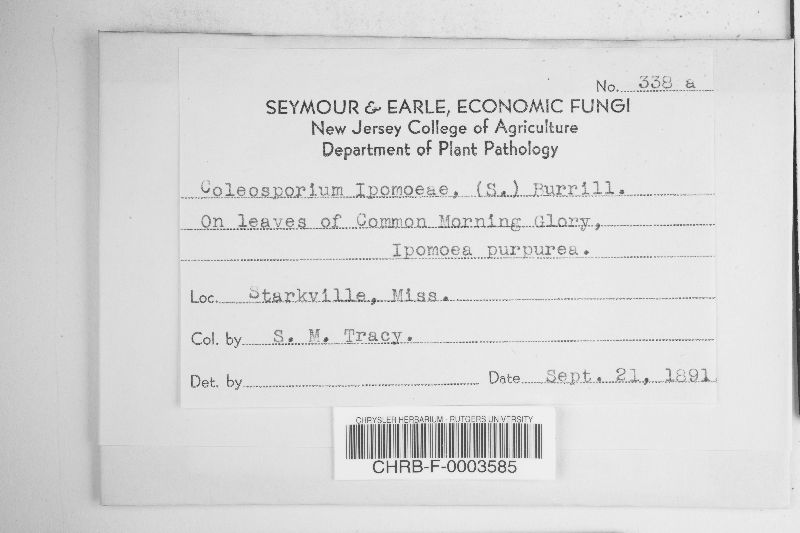 No. 338 a
SEYMOUR & EARLE, ECONOMIC FUNGI
New Jersey College of Agriculture
Department of Plant Pathology
Coleosporium Ipomoeae, (S.) Burrill.
On leaves of Common Morning Glory,
Ipomoea purpurea.
Loc. Starkville, Miss.
Col. by S. M. Tracy.
Det. by Date Sept. 21, 1891
CHRYSLER HERBARIUM - RUTGERS UNIVERSITY
CHRB-F-0003585